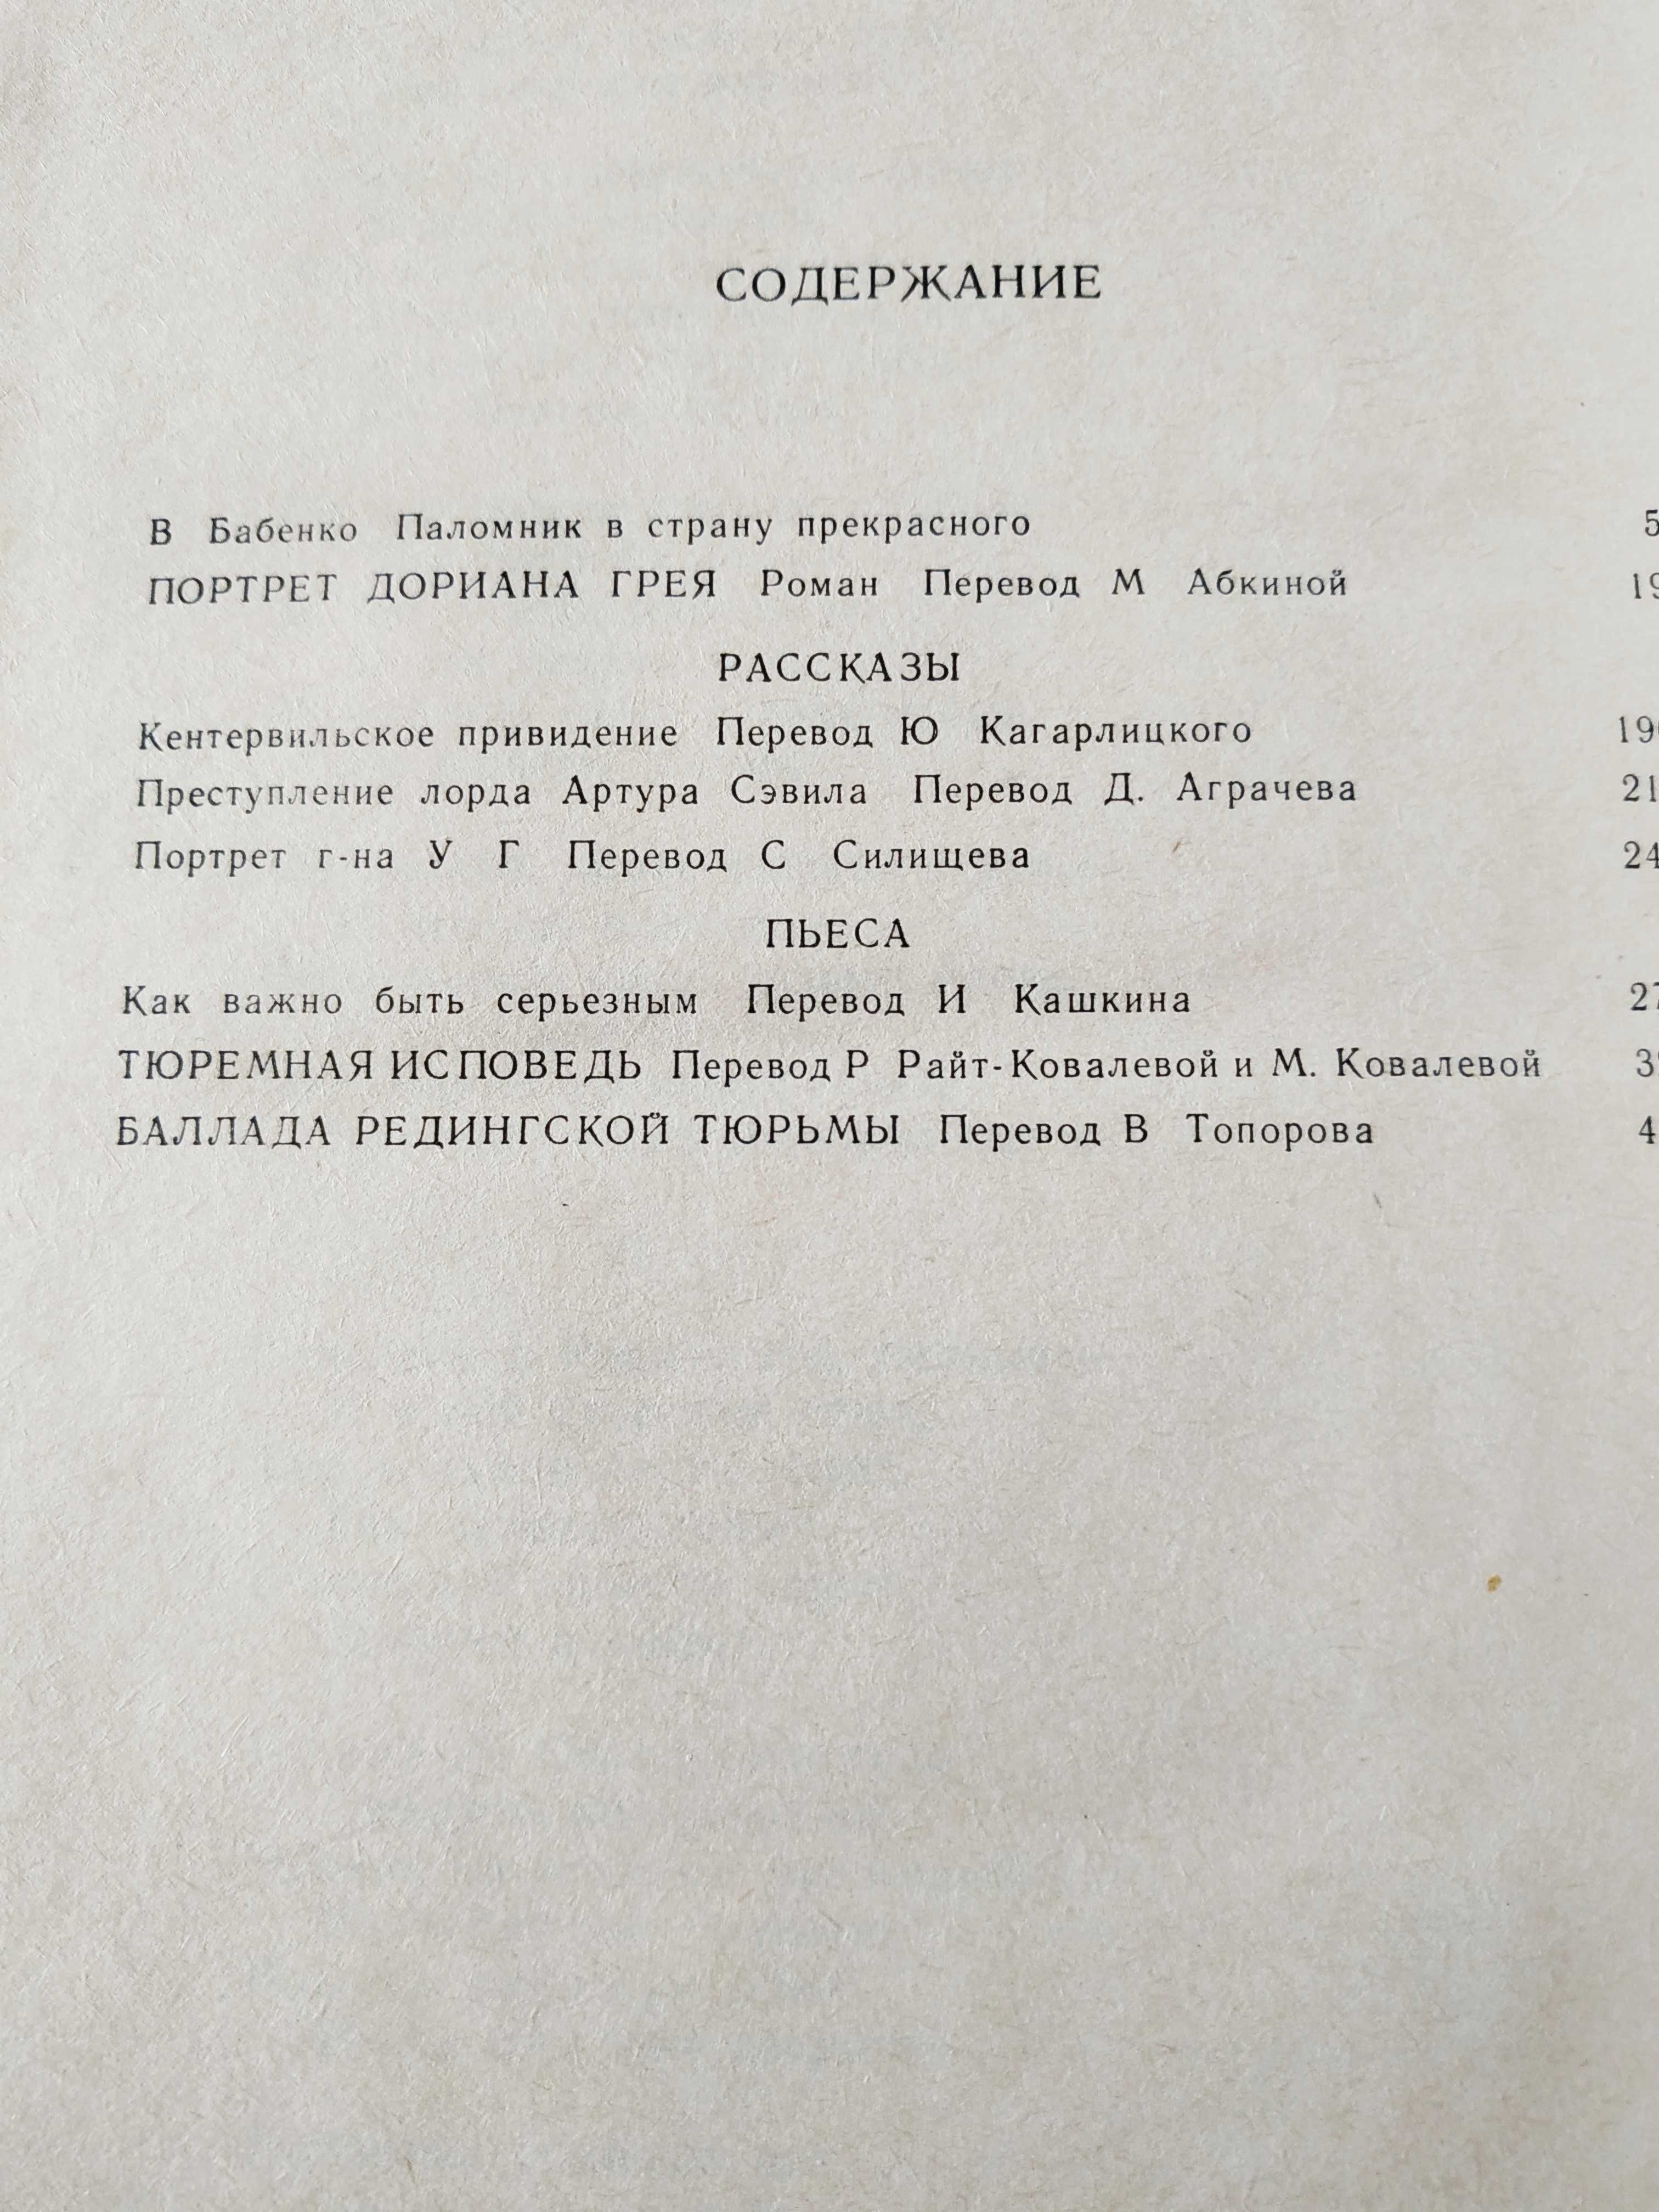 СОДЕРЖАНИЕ
В Бабенко Паломник в страну прекрасного 5
ПОРТРЕТ ДОРИАНА ГРЕЯ Роман Перевод М Абкиной
РАССКАЗЫ
Кентервильское привидение Перевод Ю Кагарлицкого
Преступление лорда Артура Сэвила Перевод Д. Аграчева
Портрет г-на У Г Перевод С Силищева
ПЬЕСА
Как важно быть серьезным Перевод И Кашкина
ТЮРЕМНАЯ ИСПОВЕДЬ Перевод Р Райт-Ковалевой и М. Ковалевой
БАЛЛАДА РЕДИНГСКОЙ ТЮРЬМЫ Перевод В Топорова